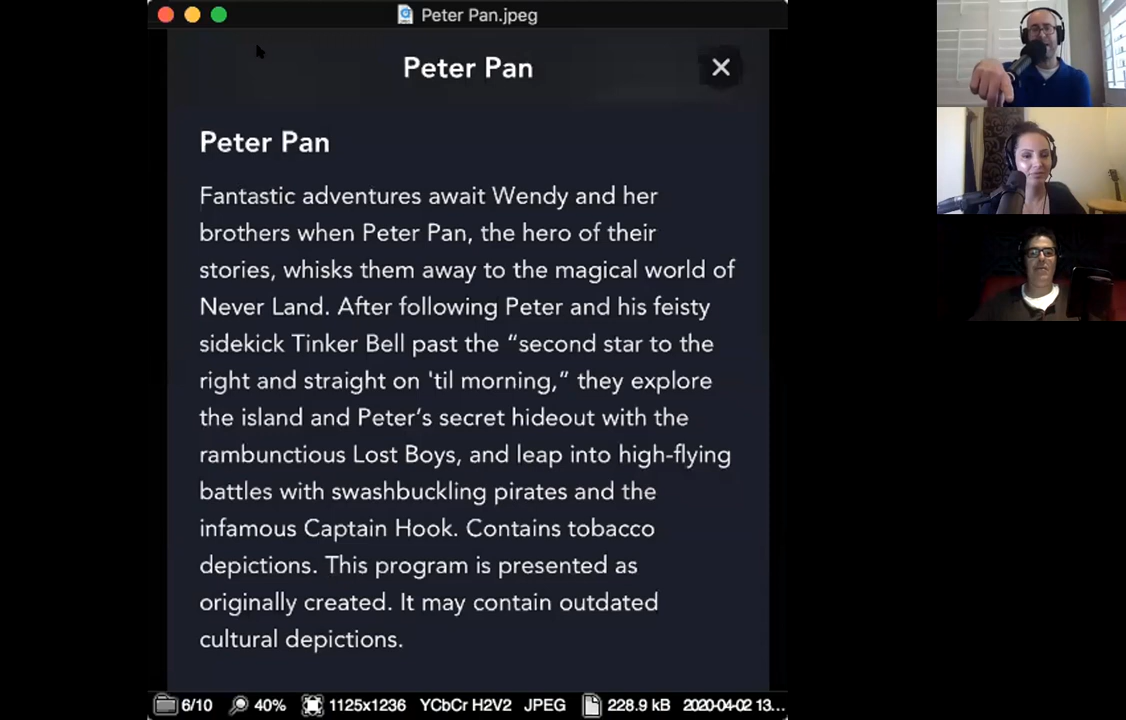 Peter Pan.jpeg
Peter Pan
Peter Pan
Fantastic adventures await Wendy and her
brothers when Peter Pan, the hero of their
stories, whisks them away to the magical world of
Never Land. After following Peter and his feisty
sidekick Tinker Bell past the “second star to the
right and straight on 'til morning,“ they explore
the island and Peter’s secret hideout with the
rambunctious Lost Boys, and leap into high-flying
battles with swashbuckling pirates and the
infamous Captain Hook. Contains tobacco
depictions. This program is presented as
originally created. It may contain outdated
cultural depictions.
6/10 40% 1125x1236 YCbCr H2V2 JPEG 228.9 kB 2020-04-02 13...